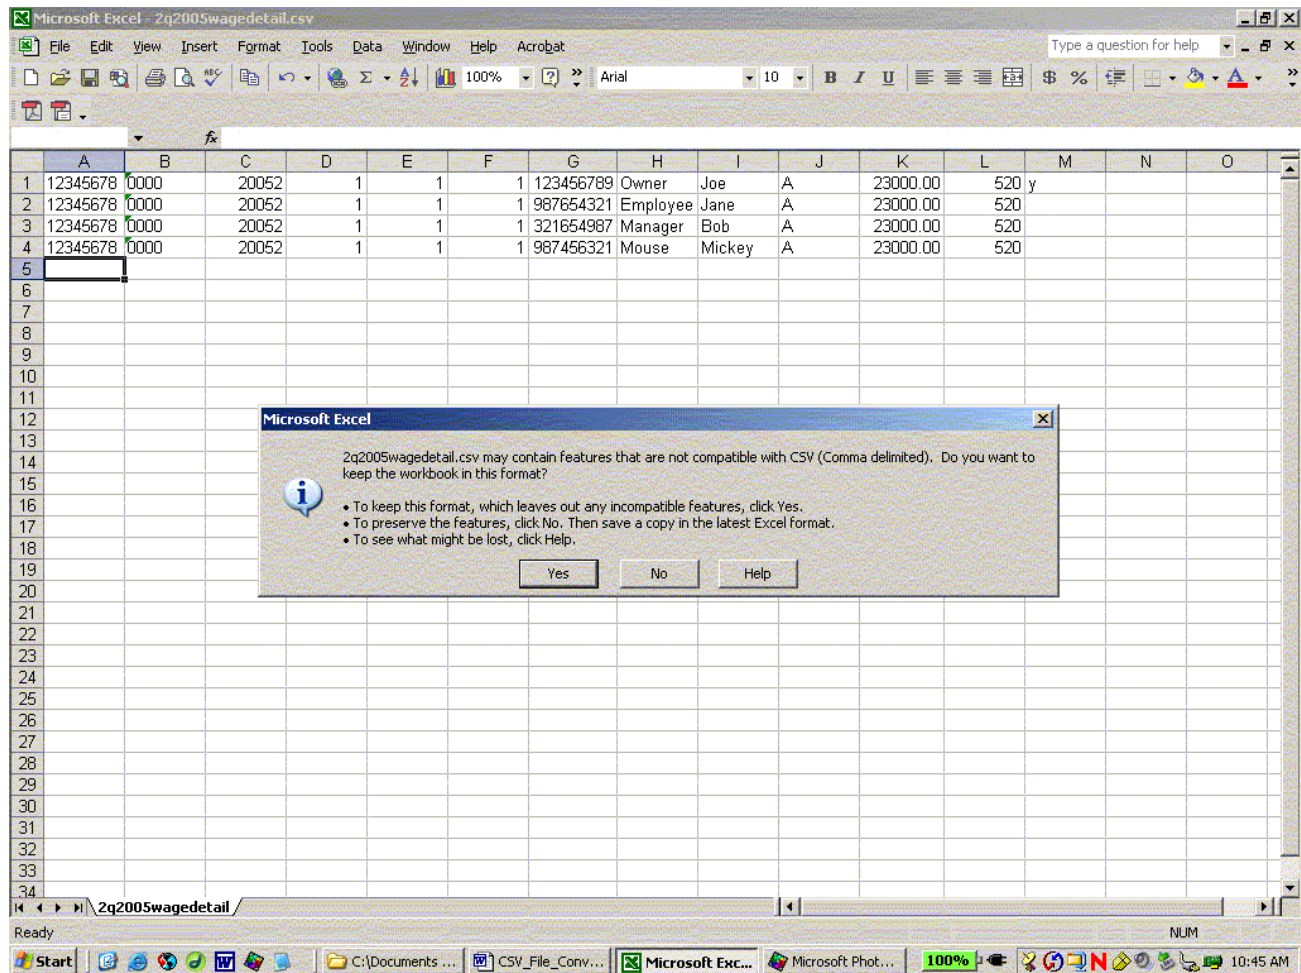 Microsoft Excel - 2q2005wagedetail.csv
File Edit View Insert Format Tools Data Window Help Acrobat Type a question for help
100% Arial 10 B I U $ %
fx
A B C D E F G H I J K L M N O
1 12345678 0000 20052 1 1 1 123456789 Owner Joe A 23000.00 520 y
2 12345678 0000 20052 1 1 1 987654321 Employee Jane A 23000.00 520
3 12345678 0000 20052 1 1 1 321654987 Manager Bob A 23000.00 520
4 12345678 0000 20052 1 1 1 987456321 Mouse Mickey A 23000.00 520
5
6
7
8
9
10
11
12
13
14
15
16
17
18
19
20
21
22
23
24
25
26
27
28
29
30
31
32
33
34
Microsoft Excel
2q2005wagedetail.csv may contain features that are not compatible with CSV (Comma delimited). Do you want to
keep the workbook in this format?
• To keep this format, which leaves out any incompatible features, click Yes.
• To preserve the features, click No. Then save a copy in the latest Excel format.
• To see what might be lost, click Help.
Yes No Help
2q2005wagedetail
Ready NUM
Start C:\Documents ... CSV_File_Conv... Microsoft Exc... Microsoft Phot... 100% 10:45 AM